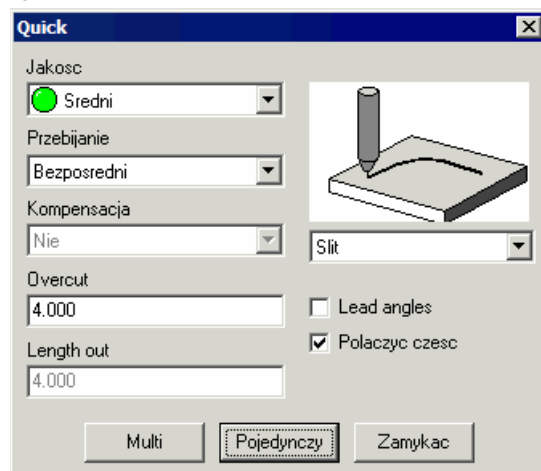 Quick
Jakosc
Sredni
Przebijanie
Bezposredni
Kompensacja
Nie
Slit
Overcut
4.000
Lead angles
Polaczyc czesc
Length out
4.000
Multi
Pojedynczy
Zamykac